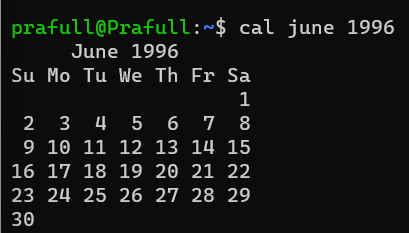 prafull@Prafull:~$ cal june 1996
     June 1996
Su Mo Tu We Th Fr Sa
                   1
 2  3  4  5  6  7  8
 9 10 11 12 13 14 15
16 17 18 19 20 21 22
23 24 25 26 27 28 29
30